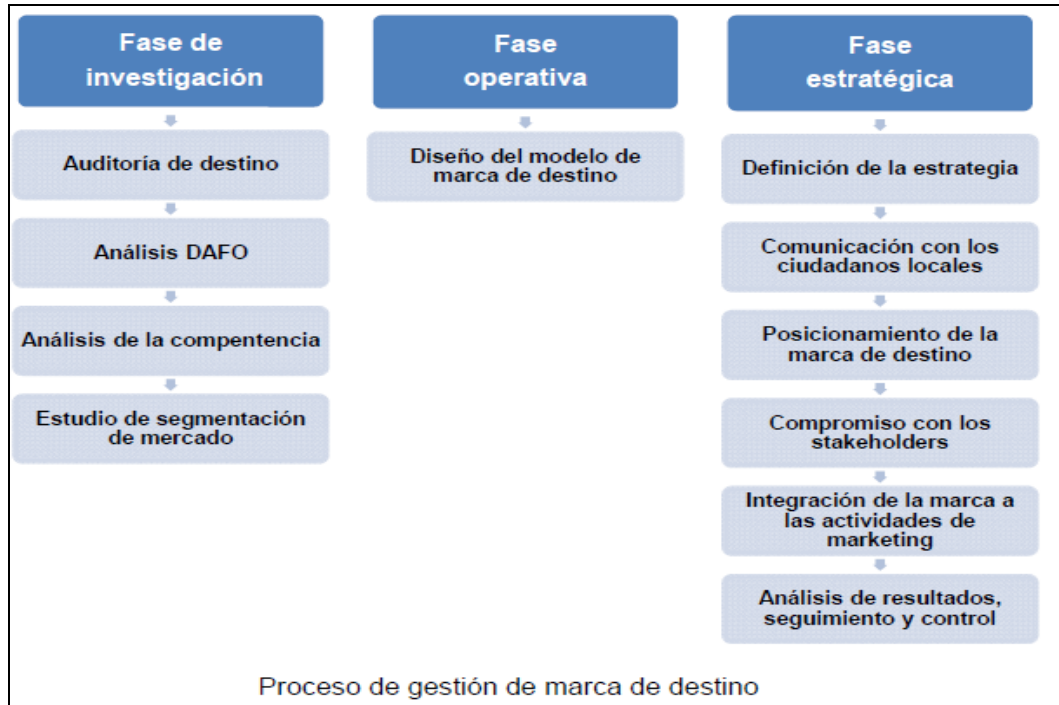 Fase de
investigación
Auditoría de destino
Análisis DAFO
Análisis de la compentencia
Estudio de segmentación
de mercado
Fase
operativa
Diseño del modelo de
marca de destino
Fase
estratégica
Definición de la estrategia
Comunicación con los
ciudadanos locales
Posicionamiento de la
marca de destino
Compromiso con los
stakeholders
Integración de la marca a
las actividades de
marketing
Análisis de resultados,
seguimiento y control
Proceso de gestión de marca de destino